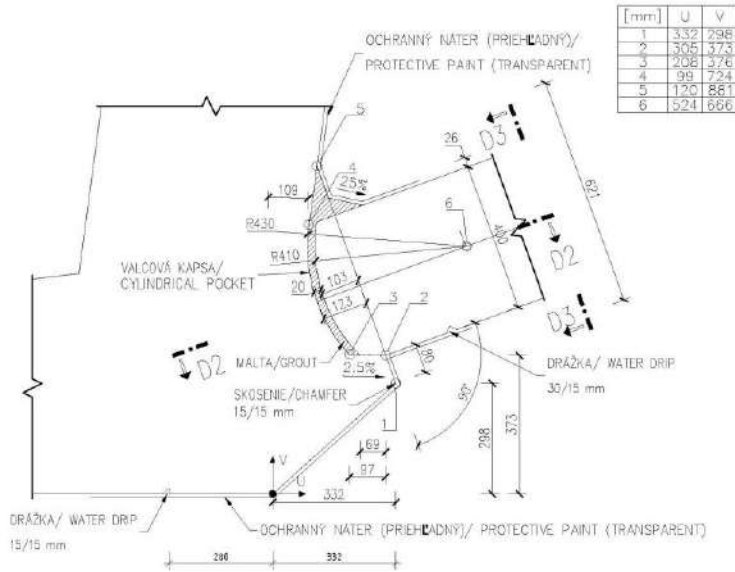 [mm] U V
1 332 298
2 305 373
3 208 376
4 99 724
5 120 881
6 524 666
OCHRANNÝ NÁTER (PRIEHĽADNÝ)/
PROTECTIVE PAINT (TRANSPARENT)
5
4
25%
26
D3
621
109
R430
6
400
D2
R410
VALCOVÁ KAPSA/
CYLINDRICAL POCKET
103
20
123
3
2
D3
D2
MALTA/GROUT
2.5%
DRÁŽKA/ WATER DRIP
30/15 mm
SKOSENIE/CHAMFER
15/15 mm
90°
1
298
373
69
97
V
U
332
DRÁŽKA/ WATER DRIP
15/15 mm
OCHRANNÝ NÁTER (PRIEHĽADNÝ)/ PROTECTIVE PAINT (TRANSPARENT)
286
332